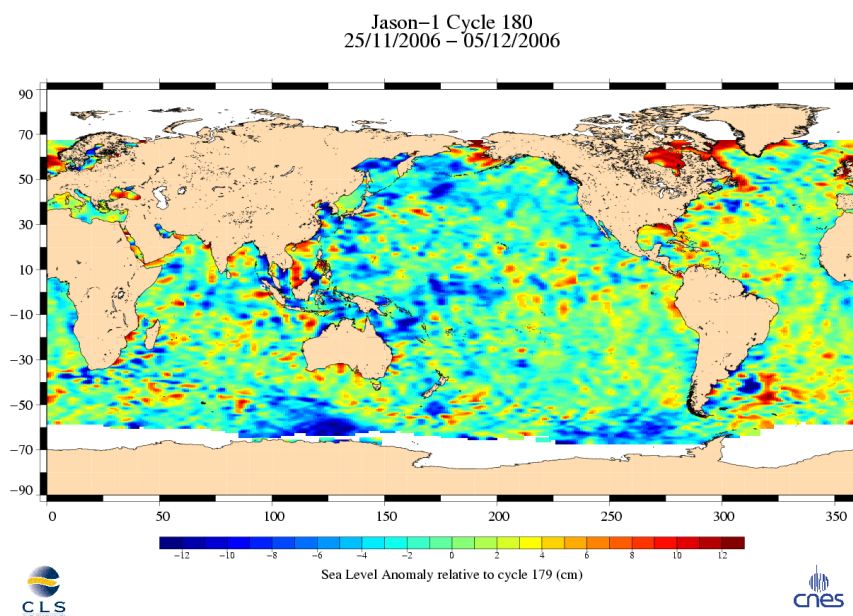 Jason−1 Cycle 180
25/11/2006 − 05/12/2006
90
70
50
30
10
−10
−30
−50
−70
−90
0 50 100 150 200 250 300 350
−12 −10 −8 −6 −4 −2 0 2 4 6 8 10 12
Sea Level Anomaly relative to cycle 179 (cm)
CLS
cnes